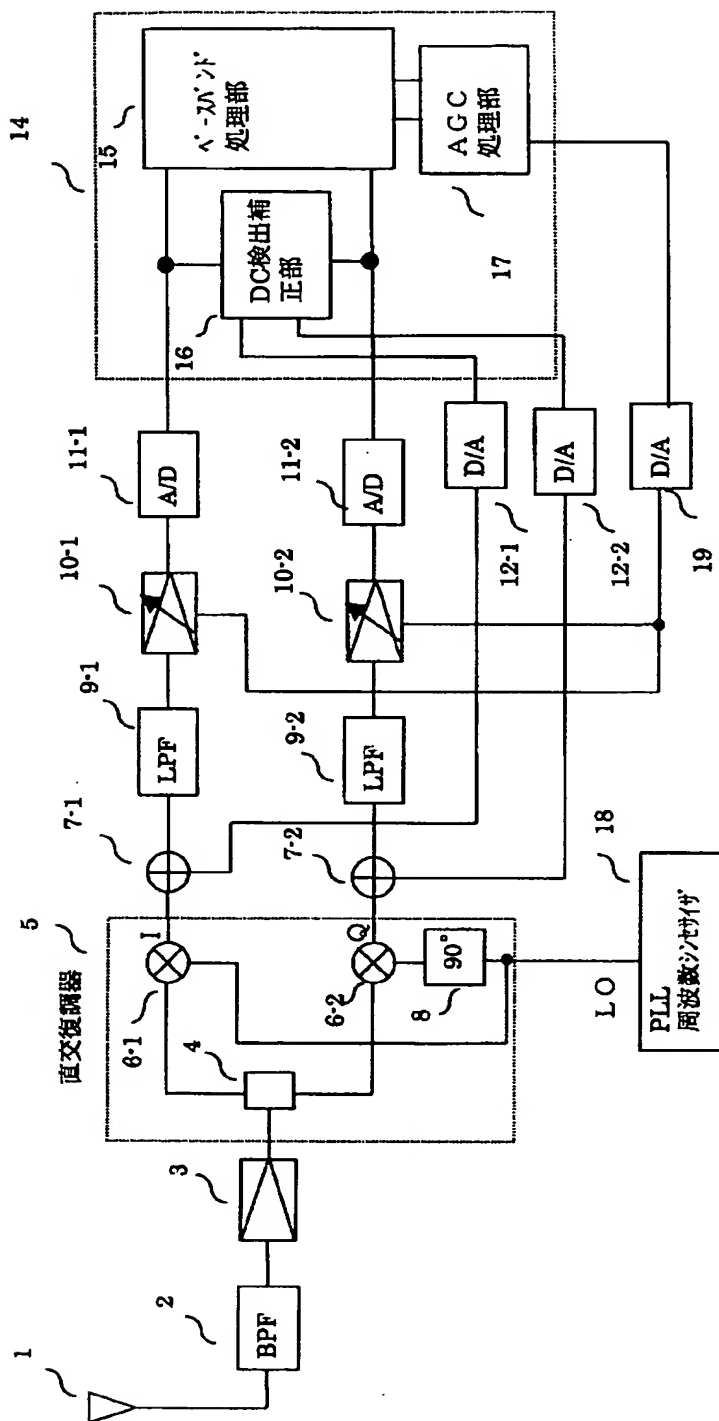 1
2
BPF
3
直交復調器
5
4
6-1
I
6-2
Q
8
90°
LO
18
PLL
周波数シンセサイザ
7-1
7-2
9-1
LPF
9-2
LPF
10-1
10-2
11-1
A/D
11-2
A/D
D/A
12-1
D/A
12-2
D/A
19
14
15
ベースバンド
処理部
16
DC検出補
正部
AGC
処理部
17